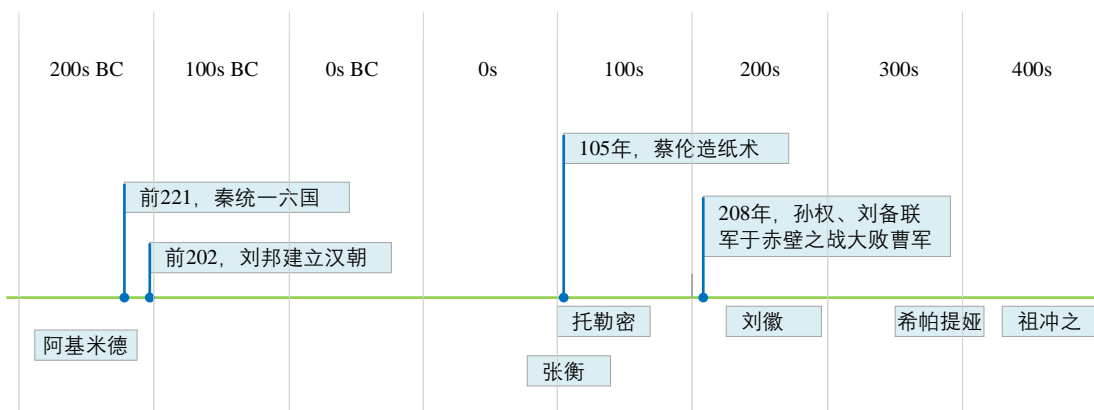 200s BC
100s BC
0s BC
0s
100s
200s
300s
400s
105年，蔡伦造纸术
前221，秦统一六国
208年，孙权、刘备联
军于赤壁之战大败曹军
前202，刘邦建立汉朝
托勒密
刘徽
希帕提娅
祖冲之
阿基米德
张衡